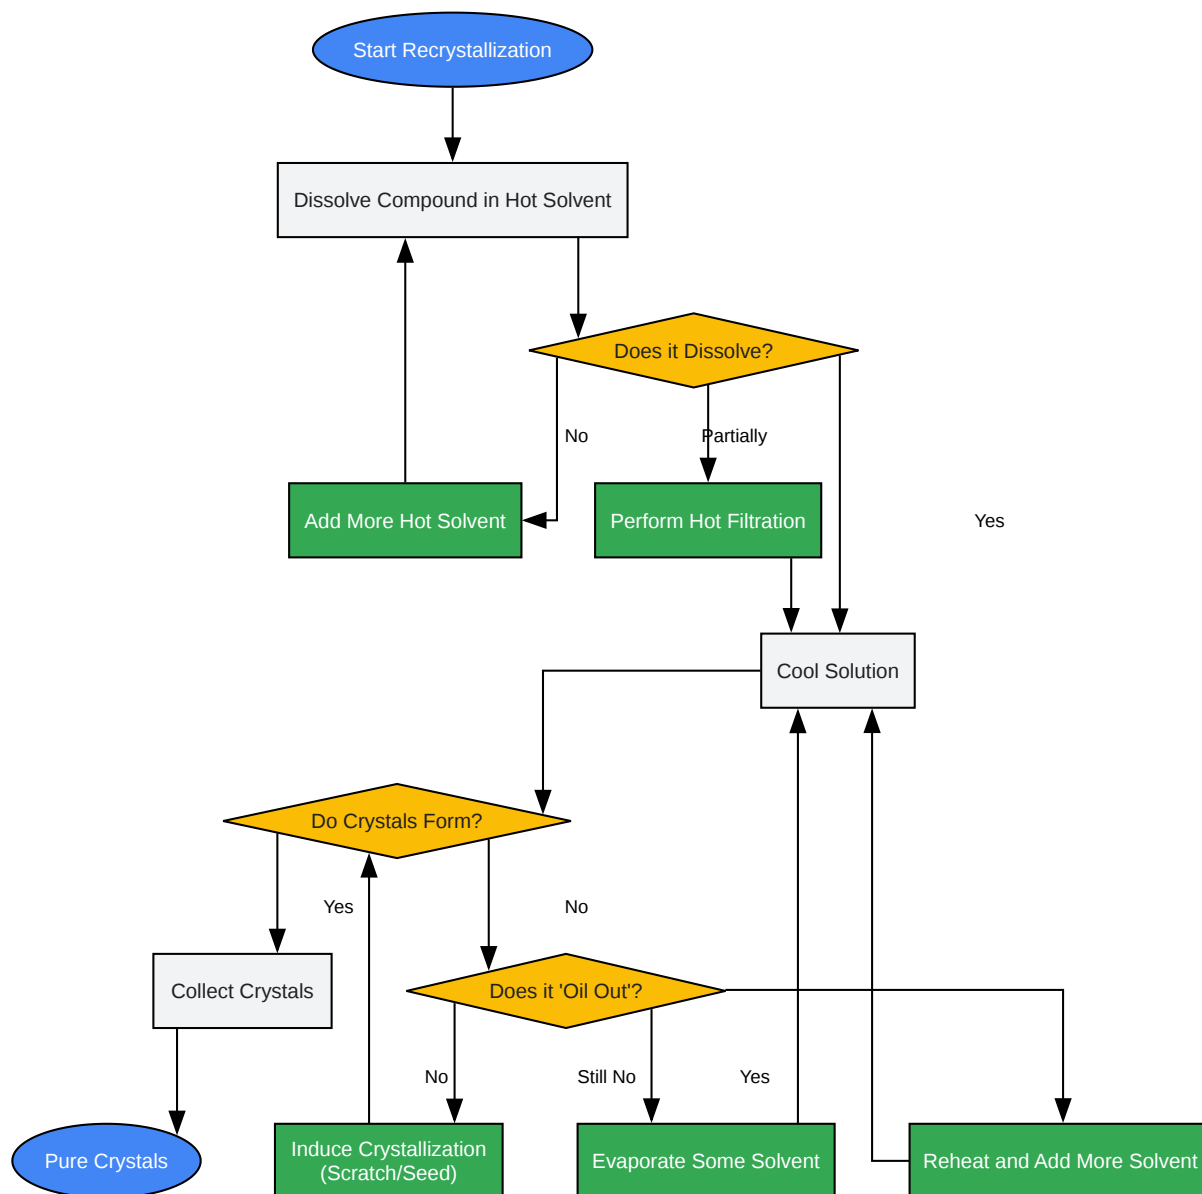 Start Recrystallization
Dissolve Compound in Hot Solvent
Does it Dissolve?
No
Partially
Add More Hot Solvent
Perform Hot Filtration
Yes
Cool Solution
Do Crystals Form?
Yes
No
Collect Crystals
Does it 'Oil Out'?
No
Still No
Yes
Pure Crystals
Induce Crystallization
(Scratch/Seed)
Evaporate Some Solvent
Reheat and Add More Solvent